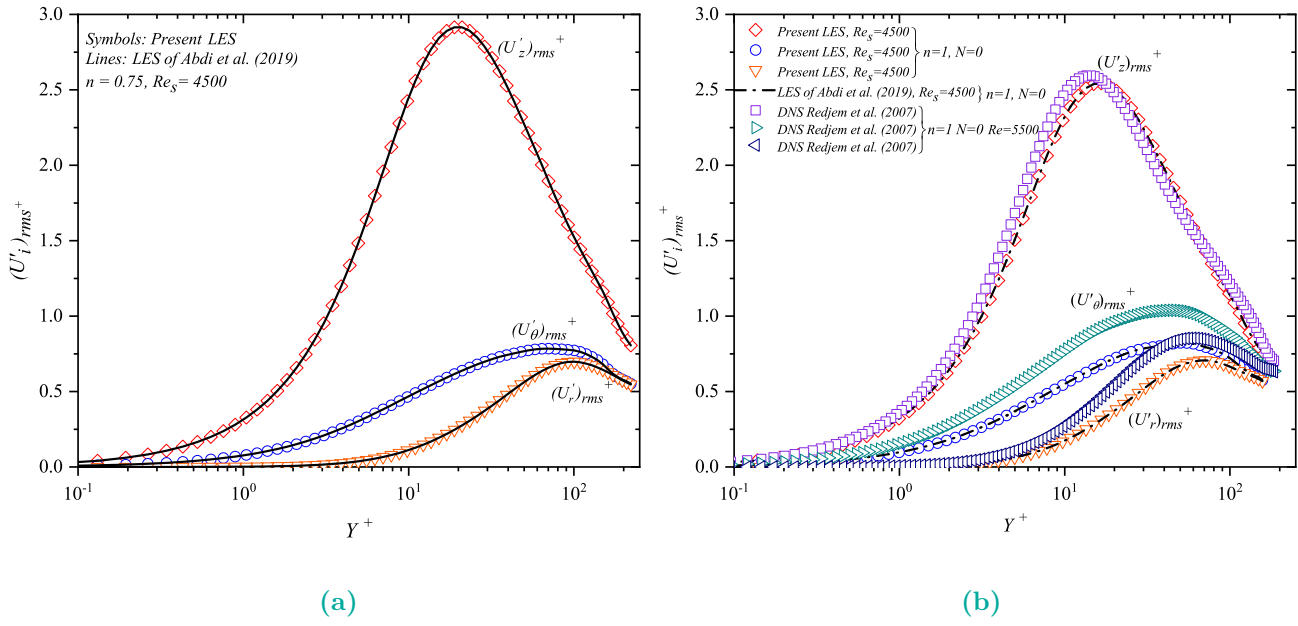 Symbols: Present LES
Lines: LES of Abdi et al. (2019)
n = 0.75, Re_s = 4500
(U'_z)_rms^+
(U'_θ)_rms^+
(U'_r)_rms^+
(U'_i)_rms^+
3.0
2.5
2.0
1.5
1.0
0.5
0.0
10^-1
10^0
10^1
10^2
Y^+
(a)
Present LES, Re_s=4500
Present LES, Re_s=4500 } n=1, N=0
Present LES, Re_s=4500
LES of Abdi et al. (2019), Re_s=4500 } n=1, N=0
DNS Redjem et al. (2007)
DNS Redjem et al. (2007) } n=1 N=0 Re=5500
DNS Redjem et al. (2007)
(U'_z)_rms^+
(U'_θ)_rms^+
(U'_r)_rms^+
(U'_i)_rms^+
3.0
2.5
2.0
1.5
1.0
0.5
0.0
10^-1
10^0
10^1
10^2
Y^+
(b)